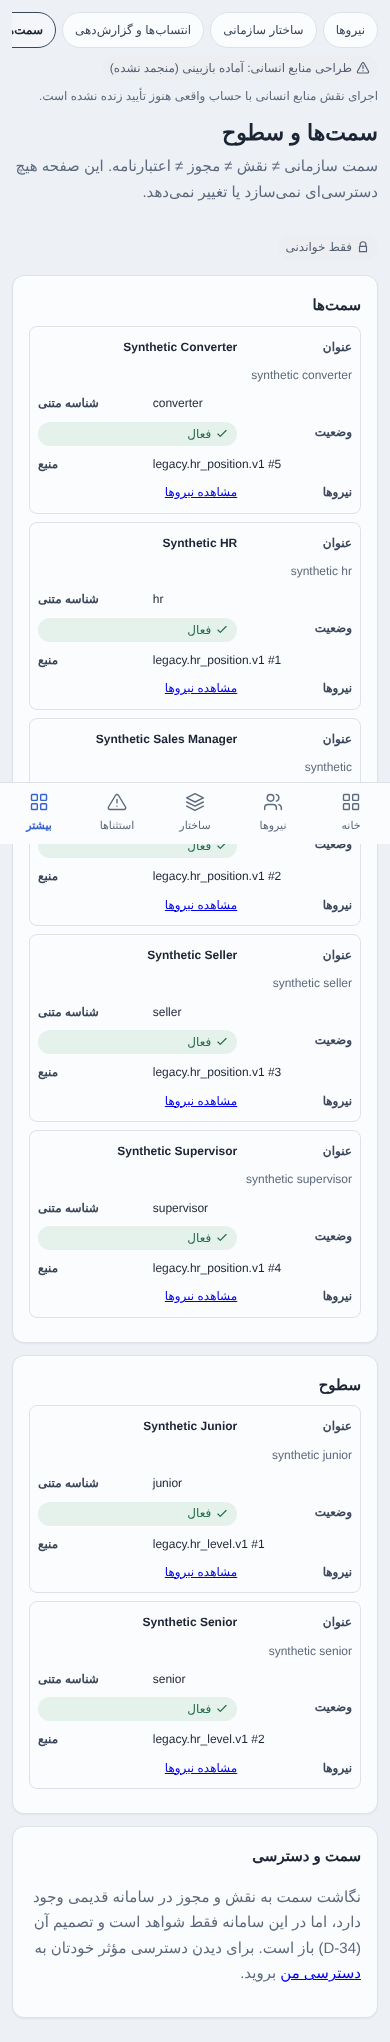 نیروها
ساختار سازمانی
انتساب‌ها و گزارش‌دهی
طراحی منابع انسانی: آماده بازبینی (منجمد نشده)
اجرای نقش منابع انسانی با حساب واقعی هنوز تأیید زنده نشده است.
سمت‌ها و سطوح
سمت سازمانی ≠ نقش ≠ مجوز ≠ اعتبارنامه. این صفحه هیچ
دسترسی‌ای نمی‌سازد یا تغییر نمی‌دهد.
فقط خواندنی
سمت‌ها
عنوان Synthetic Converter
synthetic converter
شناسه متنی converter
وضعیت فعال
منبع legacy.hr_position.v1 #5
نیروها مشاهده نیروها
عنوان Synthetic HR
synthetic hr
شناسه متنی hr
وضعیت فعال
منبع legacy.hr_position.v1 #1
نیروها مشاهده نیروها
عنوان Synthetic Sales Manager
synthetic
خانه
نیروها
ساختار
استثناها
بیشتر
وضعیت فعال
منبع legacy.hr_position.v1 #2
نیروها مشاهده نیروها
عنوان Synthetic Seller
synthetic seller
شناسه متنی seller
وضعیت فعال
منبع legacy.hr_position.v1 #3
نیروها مشاهده نیروها
عنوان Synthetic Supervisor
synthetic supervisor
شناسه متنی supervisor
وضعیت فعال
منبع legacy.hr_position.v1 #4
نیروها مشاهده نیروها
سطوح
عنوان Synthetic Junior
synthetic junior
شناسه متنی junior
وضعیت فعال
منبع legacy.hr_level.v1 #1
نیروها مشاهده نیروها
عنوان Synthetic Senior
synthetic senior
شناسه متنی senior
وضعیت فعال
منبع legacy.hr_level.v1 #2
نیروها مشاهده نیروها
سمت و دسترسی
نگاشت سمت به نقش و مجوز در سامانه قدیمی وجود
دارد، اما در این سامانه فقط شواهد است و تصمیم آن
(D-34) باز است. برای دیدن دسترسی مؤثر خودتان به
دسترسی من بروید.